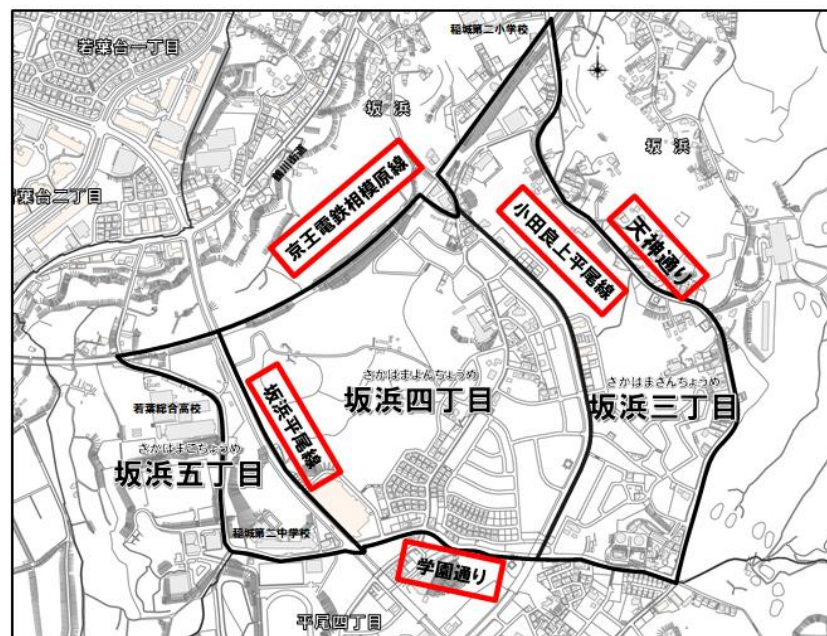 稲城第二小学校
若葉台一丁目
坂浜
鶴川街道
坂浜
若葉台二丁目
京王電鉄相模原線
小田良上平尾線
天神通り
さかはまよんちょうめ
坂浜四丁目
さかはまさんちょうめ
坂浜三丁目
坂浜平尾線
若葉総合高校
さかはまごちょうめ
坂浜五丁目
稲城第二中学校
学園通り
平尾四丁目